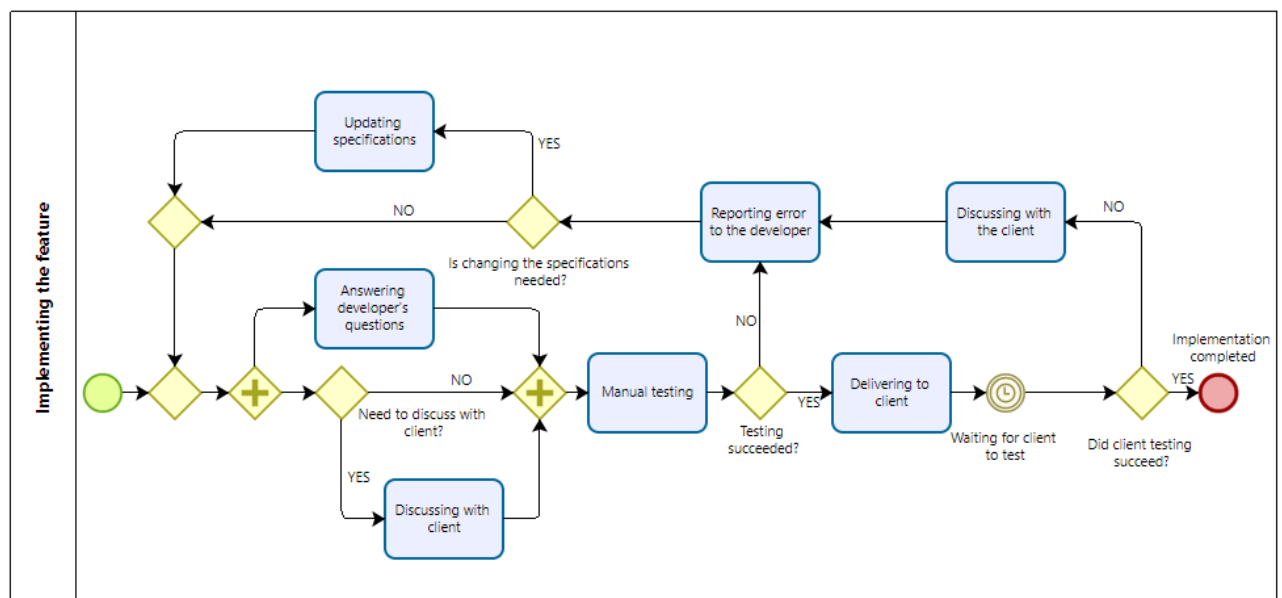 Implementing the feature
Updating
specifications
YES
NO
Is changing the specifications
needed?
Reporting error
to the developer
Discussing with
the client
NO
Answering
developer's
questions
NO
Implementation
completed
Need to discuss with
client?
NO
Manual testing
Testing
succeeded?
YES
Delivering to
client
Waiting for client
to test
Did client testing
succeed?
YES
YES
Discussing with
client